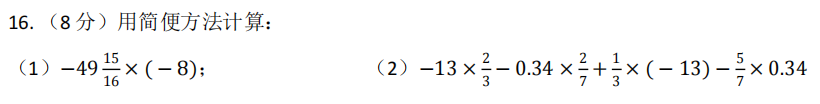 16. （8 分）用简便方法计算：
（1）−49 15/16 ×（− 8）； （2）−13 × 2/3 − 0.34 × 2/7 + 1/3 ×（− 13）− 5/7 × 0.34